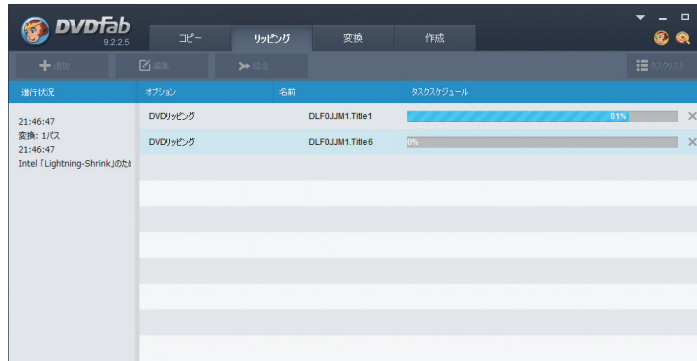 DVDFab
9.2.2.5
コピー
リッピング
変換
作成
追加
編集
結合
タスクリスト
進行状況
オプション
名前
タスクスケジュール
21:46:47
変換: 1/パス
21:46:47
Intel 「Lightning-Shrink」のため
DVDリッピング
DLF0JJM1.Title1
81%
DVDリッピング
DLF0JJM1.Title6
0%